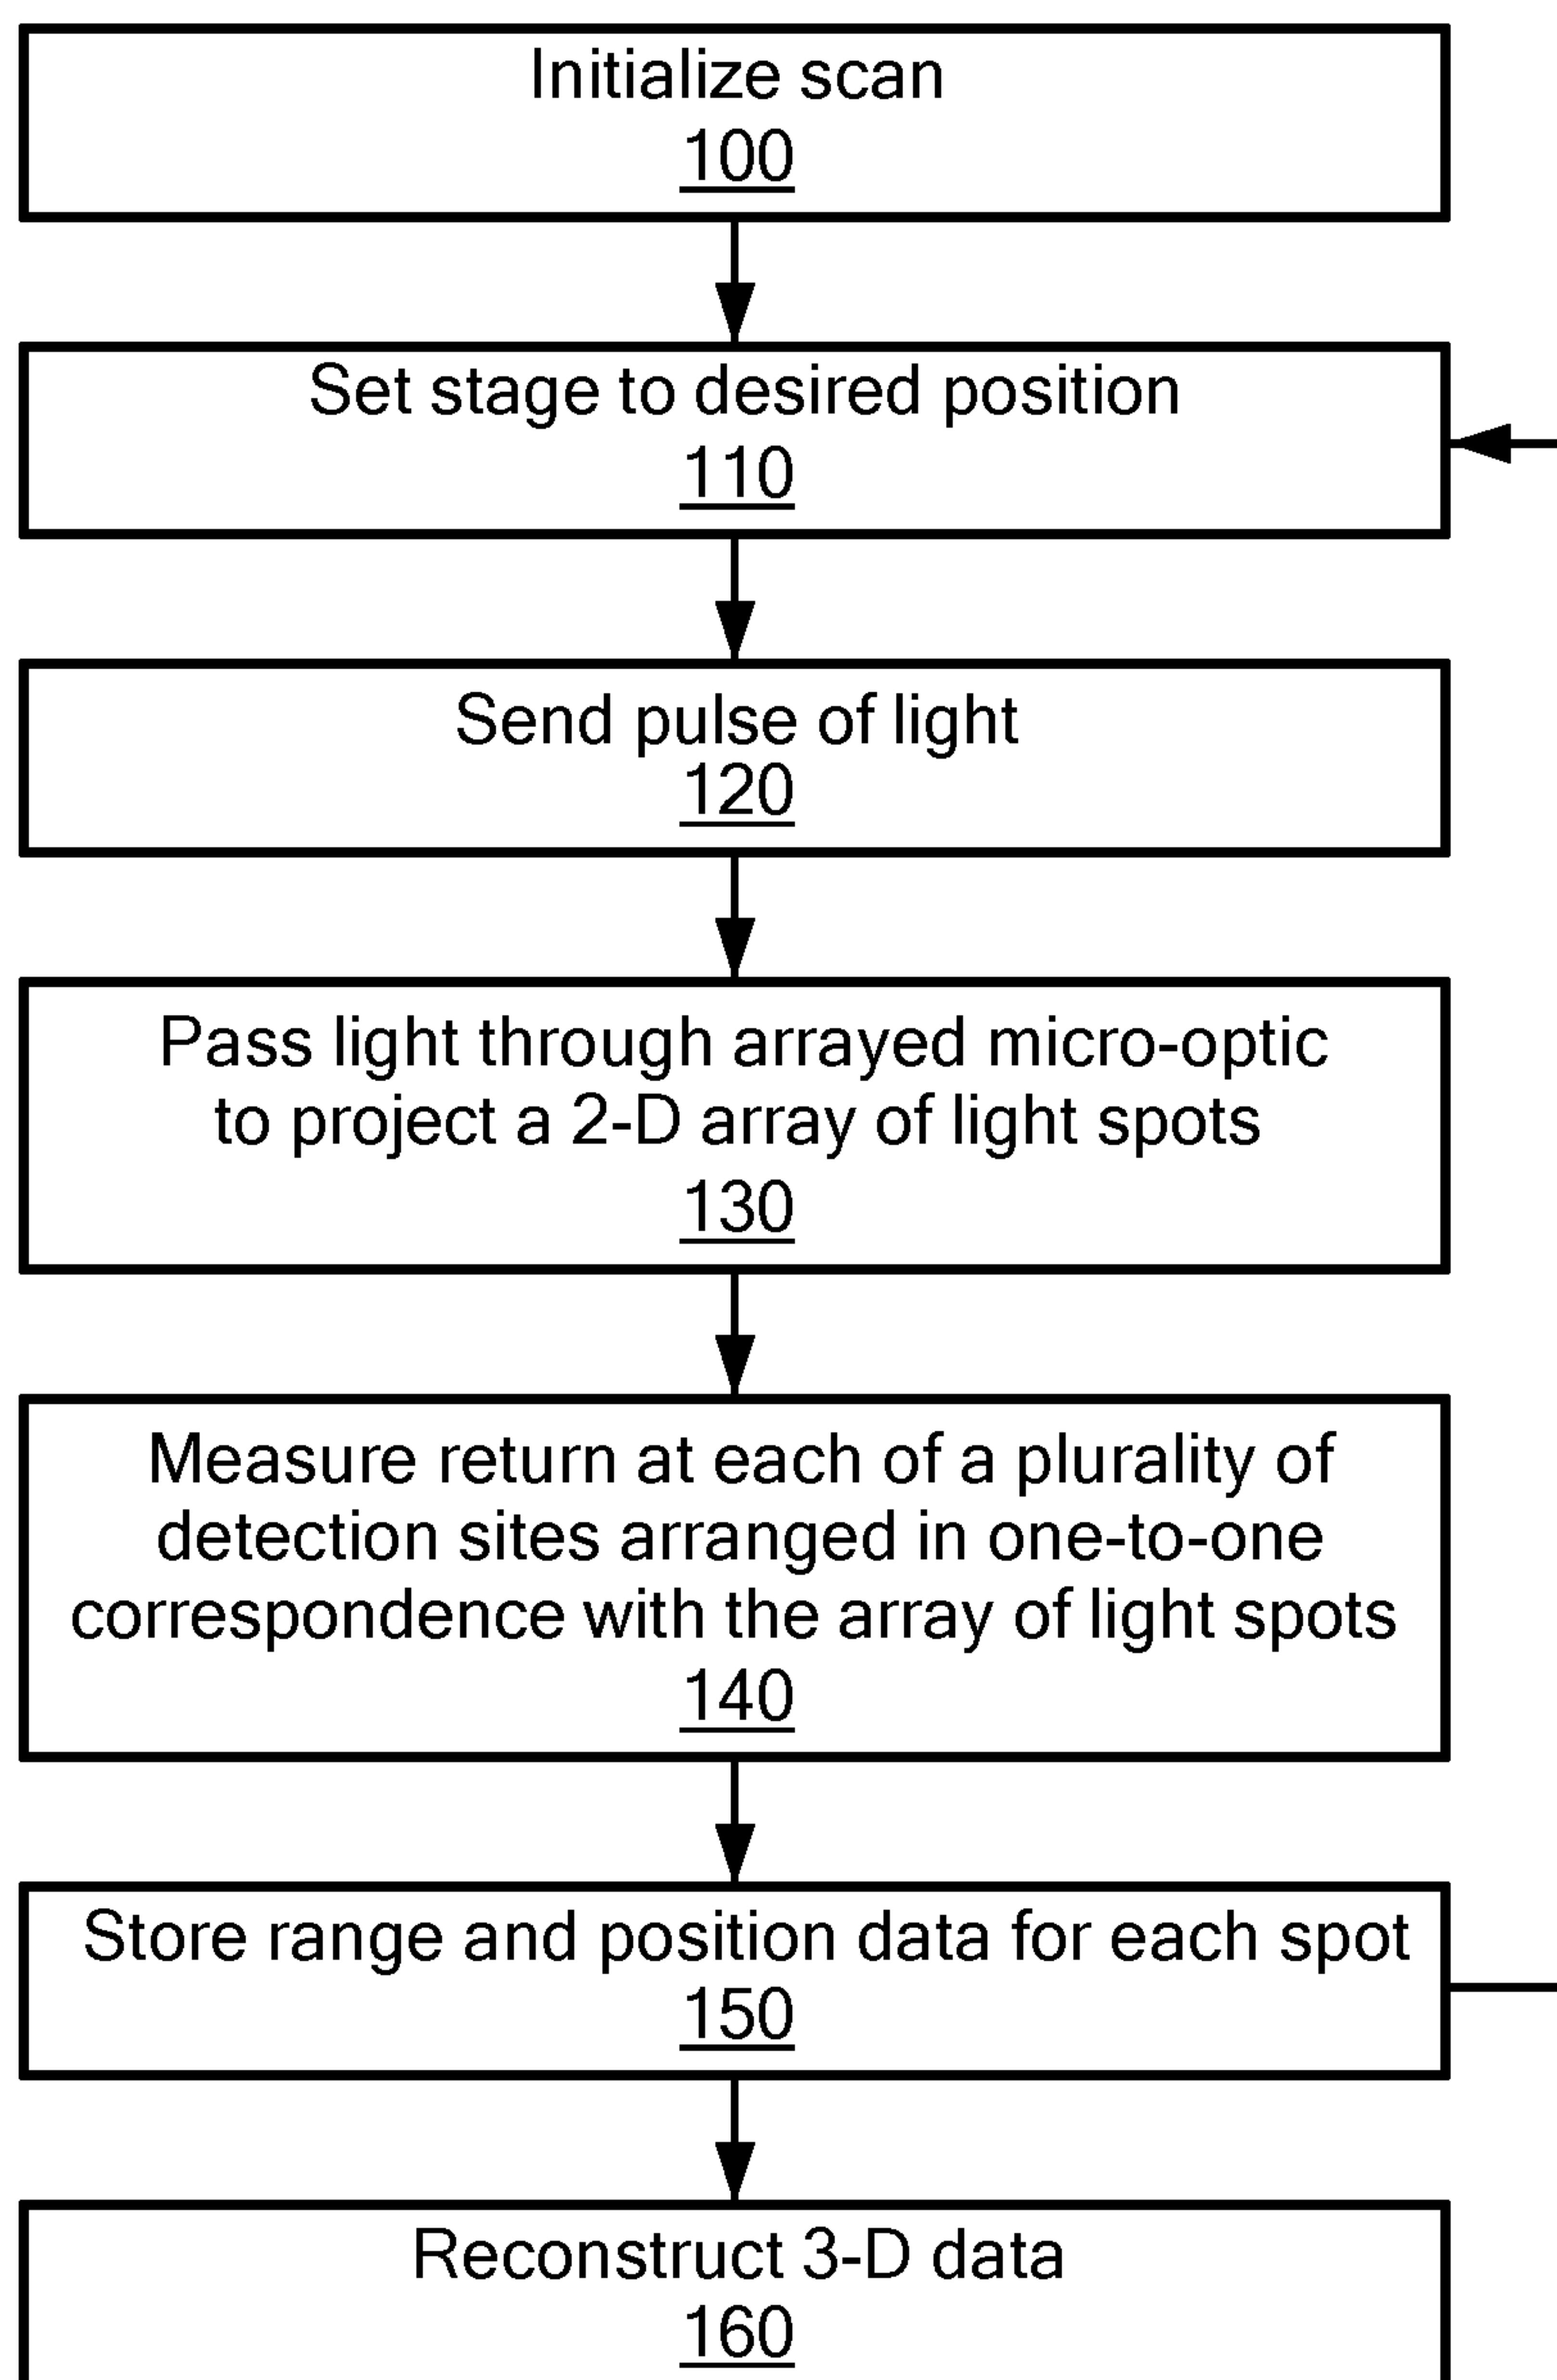 Initialize scan
100
Set stage to desired position
110
Send pulse of light
120
Pass light through arrayed micro-optic
to project a 2-D array of light spots
130
Measure return at each of a plurality of
detection sites arranged in one-to-one
correspondence with the array of light spots
140
Store range and position data for each spot
150
Reconstruct 3-D data
160